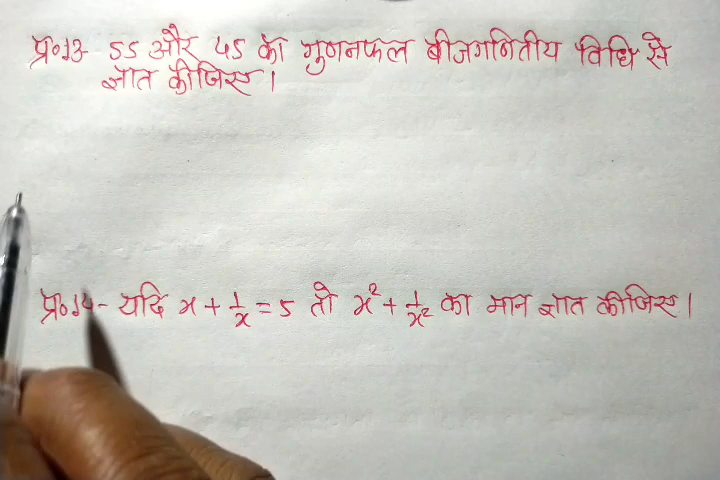 प्र०13- 55 और 45 का गुणनफल बीजगणितीय विधि से
ज्ञात कीजिए।
प्र०14- यदि x + 1/x = 5 तो x² + 1/x² का मान ज्ञात कीजिए।